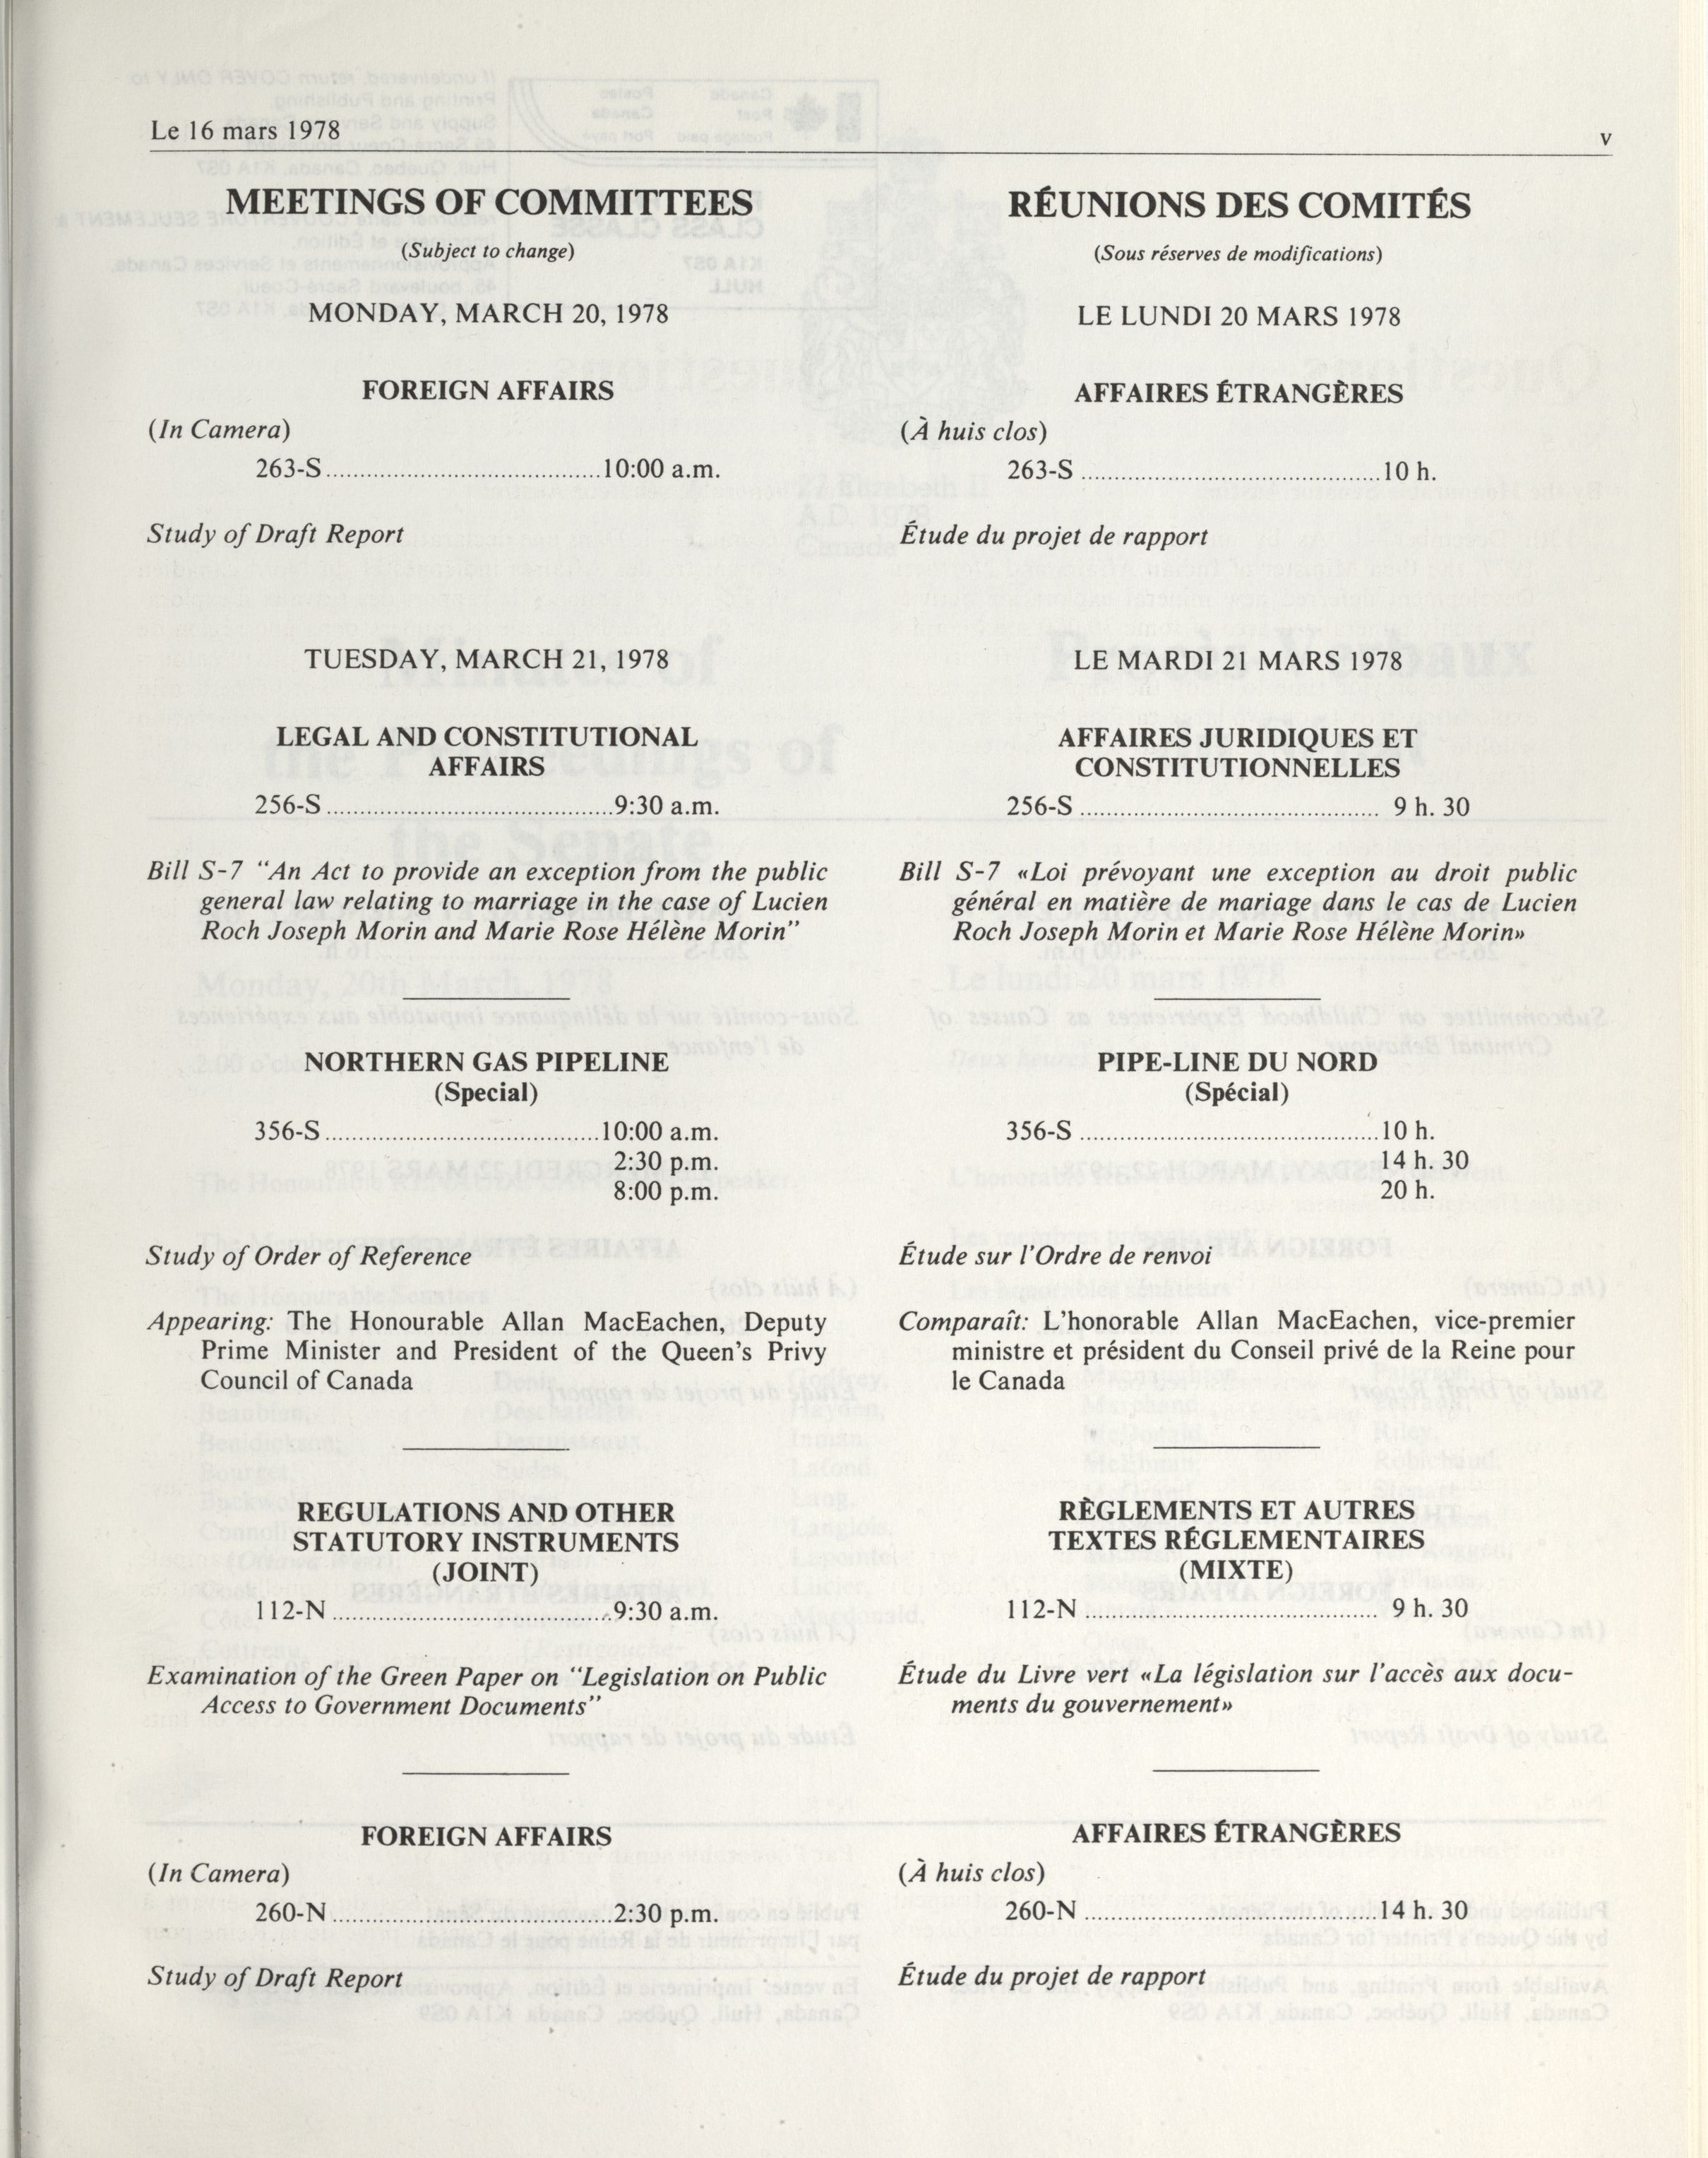 Le 16 mars 1978
v
MEETINGS OF COMMITTEES
(Subject to change)
MONDAY, MARCH 20, 1978
FOREIGN AFFAIRS
(In Camera)
263-S.........................................10:00 a.m.
Study of Draft Report
TUESDAY, MARCH 21, 1978
LEGAL AND CONSTITUTIONAL
AFFAIRS
256-S...........................................9:30 a.m.
Bill S-7 “An Act to provide an exception from the public
general law relating to marriage in the case of Lucien
Roch Joseph Morin and Marie Rose Hélène Morin”
NORTHERN GAS PIPELINE
(Special)
356-S.........................................10:00 a.m.
2:30 p.m.
8:00 p.m.
Study of Order of Reference
Appearing: The Honourable Allan MacEachen, Deputy
Prime Minister and President of the Queen’s Privy
Council of Canada
REGULATIONS AND OTHER
STATUTORY INSTRUMENTS
(JOINT)
112-N..........................................9:30 a.m.
Examination of the Green Paper on “Legislation on Public
Access to Government Documents”
FOREIGN AFFAIRS
(In Camera)
260-N..........................................2:30 p.m.
Study of Draft Report
RÉUNIONS DES COMITÉS
(Sous réserves de modifications)
LE LUNDI 20 MARS 1978
AFFAIRES ÉTRANGÈRES
(À huis clos)
263-S.............................................10 h.
Étude du projet de rapport
LE MARDI 21 MARS 1978
AFFAIRES JURIDIQUES ET
CONSTITUTIONNELLES
256-S............................................. 9 h. 30
Bill S-7 «Loi prévoyant une exception au droit public
général en matière de mariage dans le cas de Lucien
Roch Joseph Morin et Marie Rose Hélène Morin»
PIPE-LINE DU NORD
(Spécial)
356-S.............................................10 h.
14 h. 30
20 h.
Étude sur l’Ordre de renvoi
Comparaît: L’honorable Allan MacEachen, vice-premier
ministre et président du Conseil privé de la Reine pour
le Canada
RÈGLEMENTS ET AUTRES
TEXTES RÉGLEMENTAIRES
(MIXTE)
112-N............................................ 9 h. 30
Étude du Livre vert «La législation sur l’accès aux docu-
ments du gouvernement»
AFFAIRES ÉTRANGÈRES
(À huis clos)
260-N............................................14 h. 30
Étude du projet de rapport